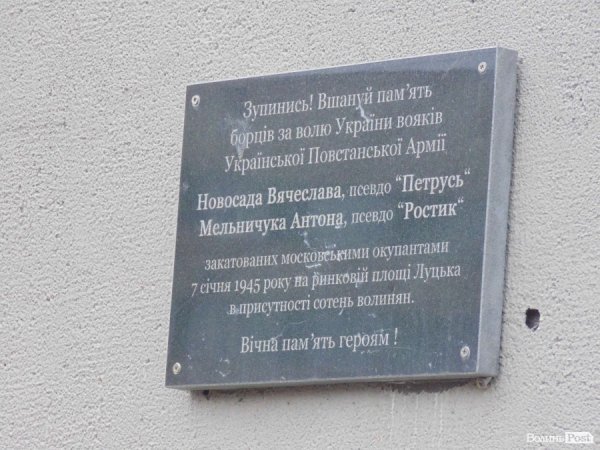 Зупинись! Вшануй пам'ять
борців за волю України вояків
Української Повстанської Армії
Новосада Вячеслава, псевдо “Петрусь“
Мельничука Антона, псевдо “Ростик“
закатованих московськими окупантами
7 січня 1945 року на ринковій площі Луцька
в присутності сотень волинян.
Вічна пам'ять героям !
Волинь Post